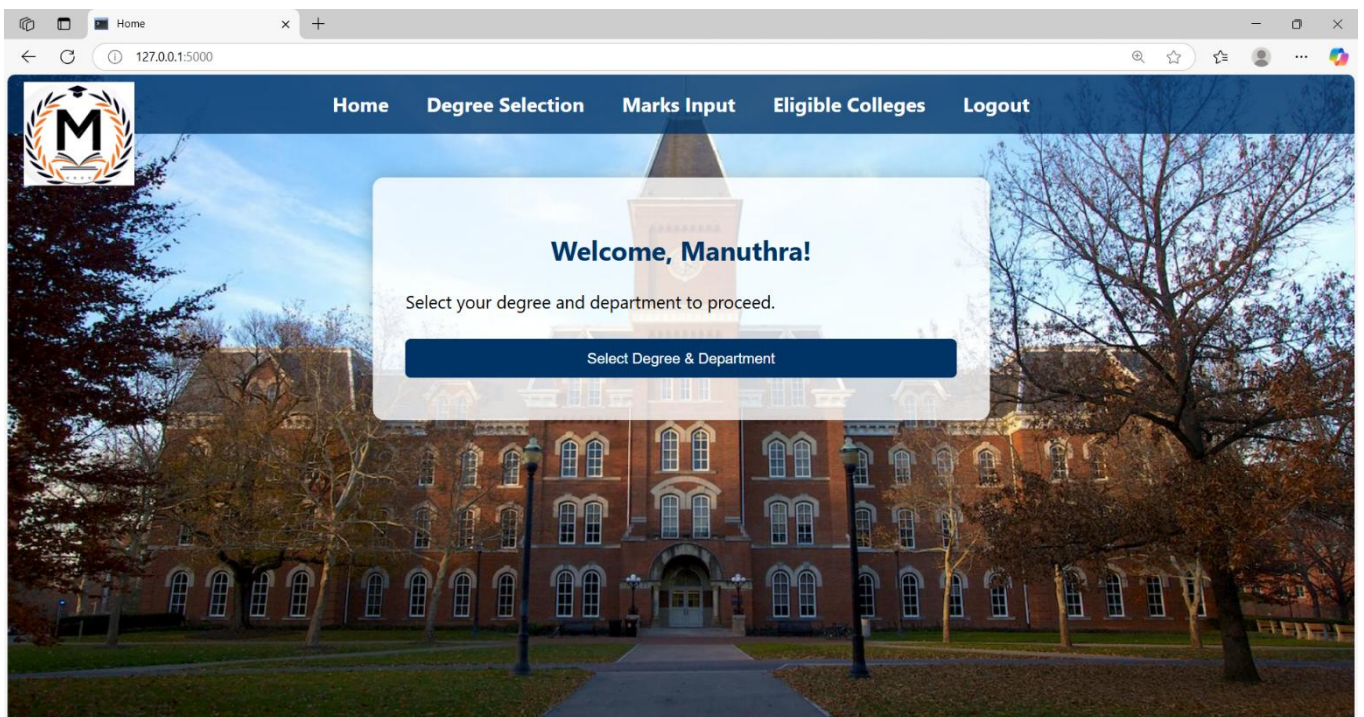 Home
127.0.0.1:5000
M
Home Degree Selection Marks Input Eligible Colleges Logout
Welcome, Manuthra!
Select your degree and department to proceed.
Select Degree & Department